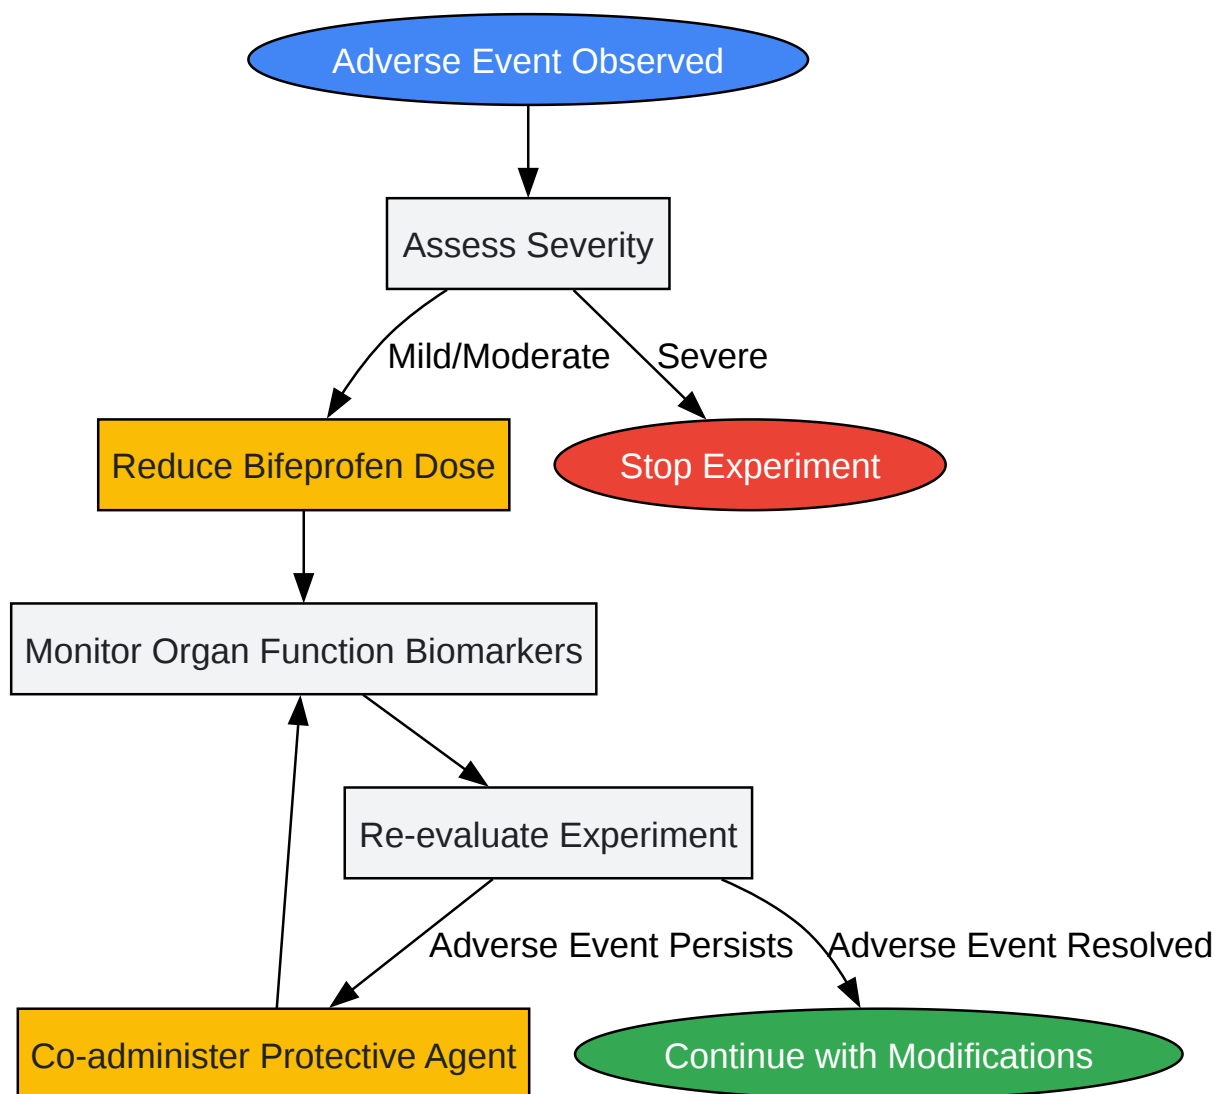 Adverse Event Observed
Assess Severity
Mild/Moderate
Severe
Reduce Bifeprofen Dose
Stop Experiment
Monitor Organ Function Biomarkers
Re-evaluate Experiment
Adverse Event Persists
Adverse Event Resolved
Co-administer Protective Agent
Continue with Modifications